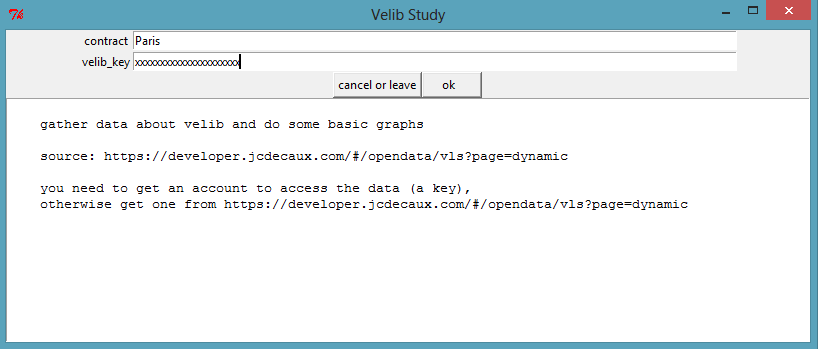 Velib Study
contract Paris
velib_key xxxxxxxxxxxxxxxxxxxxx
cancel or leave ok
gather data about velib and do some basic graphs
source: https://developer.jcdecaux.com/#/opendata/vls?page=dynamic
you need to get an account to access the data (a key),
otherwise get one from https://developer.jcdecaux.com/#/opendata/vls?page=dynamic